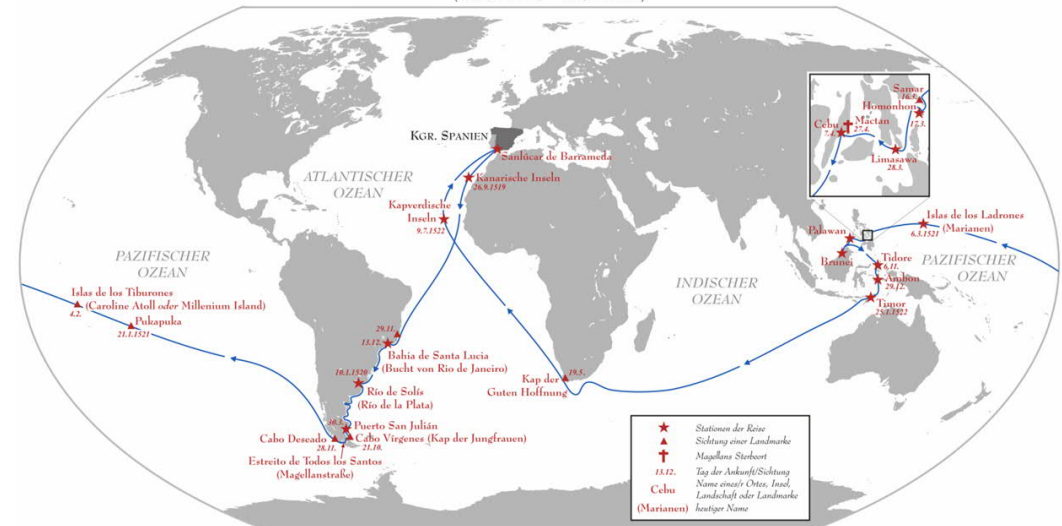 KGR. SPANIEN
Sanlúcar de Barrameda
ATLANTISCHER
OZEAN
Kanarische Inseln
26.9.1519
Kapverdische
Inseln
9.7.1522
PAZIFISCHER
OZEAN
Islas de los Tiburones
(Caroline Atoll oder Millenium Island)
4.2.
Pukapuka
21.1.1521
29.11.
13.12.
Bahia de Santa Lucia
(Bucht von Rio de Janeiro)
10.1.1520
Río de Solís
(Río de la Plata)
30.3.
Puerto San Julián
Cabo Deseado
28.11.
Cabo Vírgenes (Kap der Jungfrauen)
21.10.
Estreito de Todos los Santos
(Magellanstraße)
Kap der
Guten Hoffnung
19.5.
INDISCHER
OZEAN
Samar
16.3.
Homonhon
17.3.
Cebu
7.4.
Mactan
27.4.
Limasawa
28.3.
Islas de los Ladrones
(Marianen)
6.3.1521
Palawan
Brunei
Tidore
6.11.
Ambon
29.12.
Timor
25.1.1522
PAZIFISCHER
OZEAN
Stationen der Reise
Sichtung einer Landmarke
Magellans Sterbeort
13.12. Tag der Ankunft/Sichtung
Cebu Name eines/r Ortes, Insel,
Landschaft oder Landmarke
(Marianen) heutiger Name